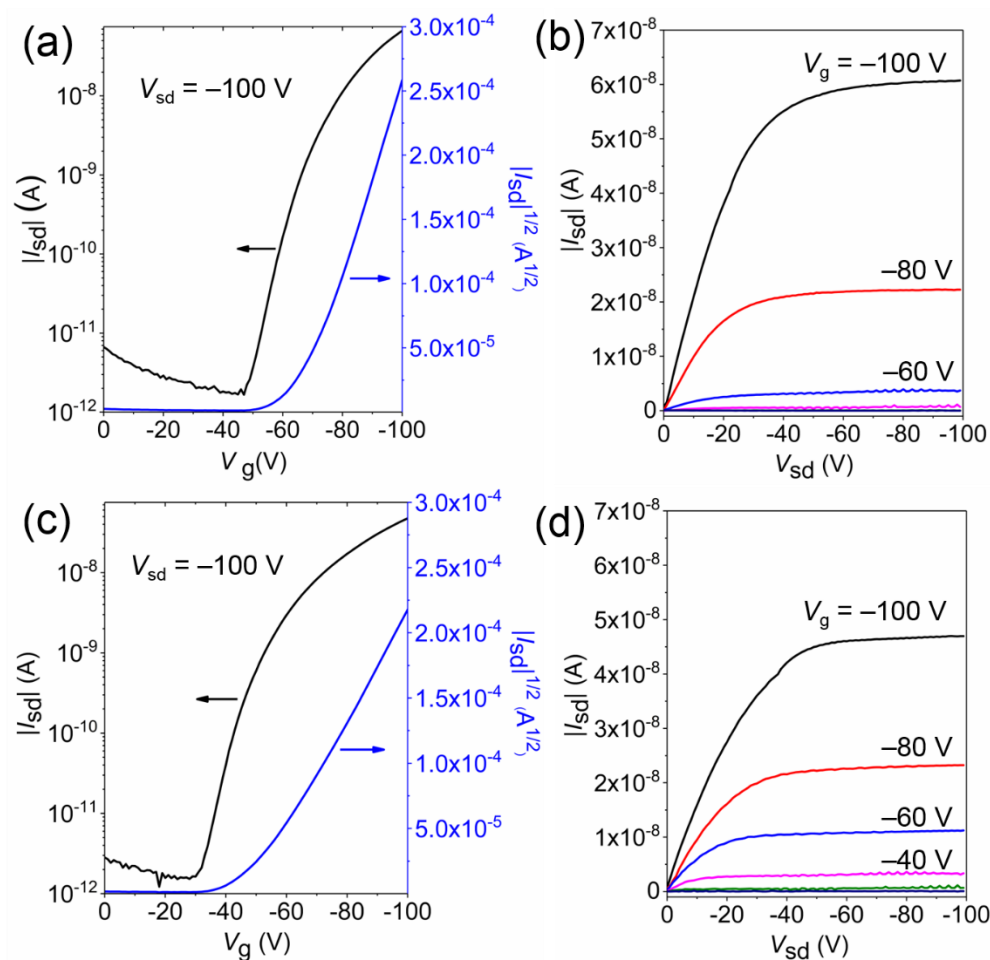 (a)
V_sd = –100 V
|I_sd| (A)
10^-8
10^-9
10^-10
10^-11
10^-12
0 -20 -40 -60 -80 -100
V_g(V)
3.0x10^-4
2.5x10^-4
2.0x10^-4
1.5x10^-4
1.0x10^-4
5.0x10^-5
|I_sd|^1/2 (A^1/2)
(b)
V_g = –100 V
–80 V
–60 V
|I_sd| (A)
7x10^-8
6x10^-8
5x10^-8
4x10^-8
3x10^-8
2x10^-8
1x10^-8
0
0 -20 -40 -60 -80 -100
V_sd (V)
(c)
V_sd = –100 V
|I_sd| (A)
10^-8
10^-9
10^-10
10^-11
10^-12
0 -20 -40 -60 -80 -100
V_g (V)
3.0x10^-4
2.5x10^-4
2.0x10^-4
1.5x10^-4
1.0x10^-4
5.0x10^-5
|I_sd|^1/2 (A^1/2)
(d)
V_g = –100 V
–80 V
–60 V
–40 V
|I_sd| (A)
7x10^-8
6x10^-8
5x10^-8
4x10^-8
3x10^-8
2x10^-8
1x10^-8
0
0 -20 -40 -60 -80 -100
V_sd (V)